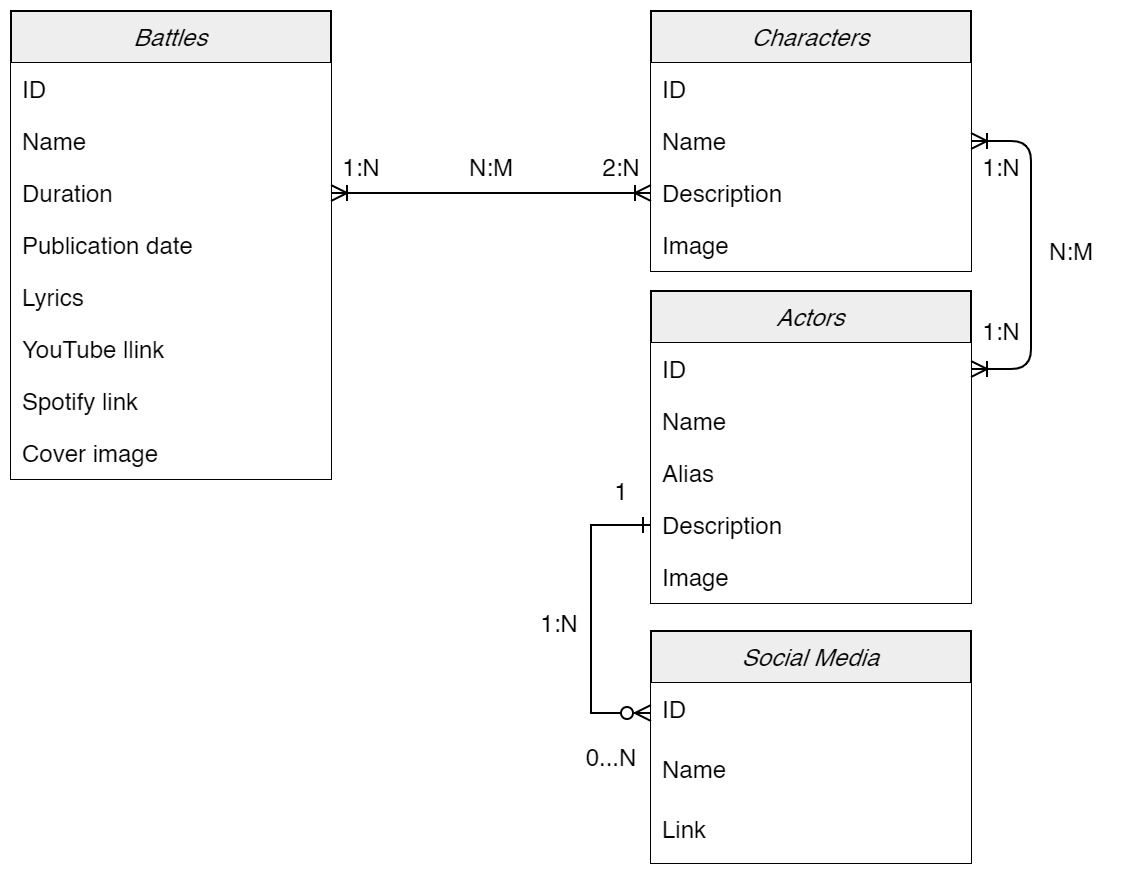 Battles
ID
Name
Duration
Publication date
Lyrics
YouTube llink
Spotify link
Cover image
1:N
N:M
2:N
Characters
ID
Name
Description
Image
1:N
N:M
1:N
Actors
ID
Name
Alias
Description
Image
1
1:N
0...N
Social Media
ID
Name
Link